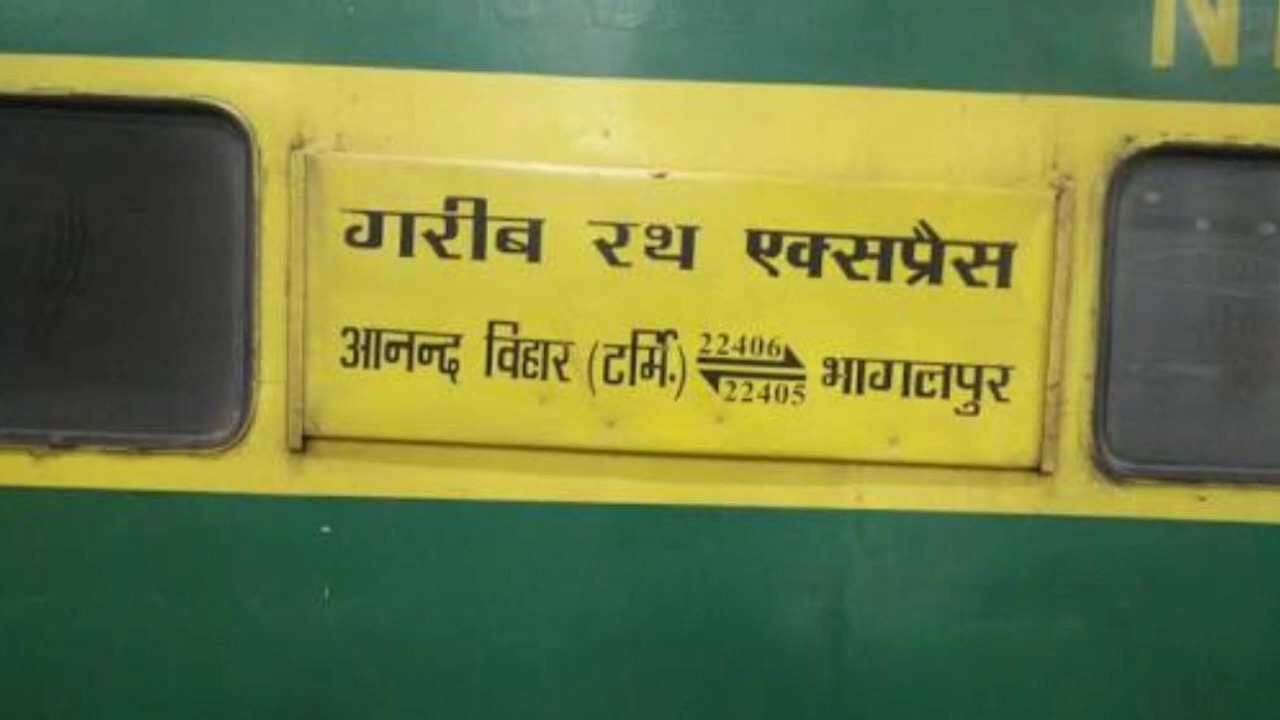 गरीब रथ एक्सप्रैस
आनन्द विहार (टर्मि.) 22406 22405 भागलपुर